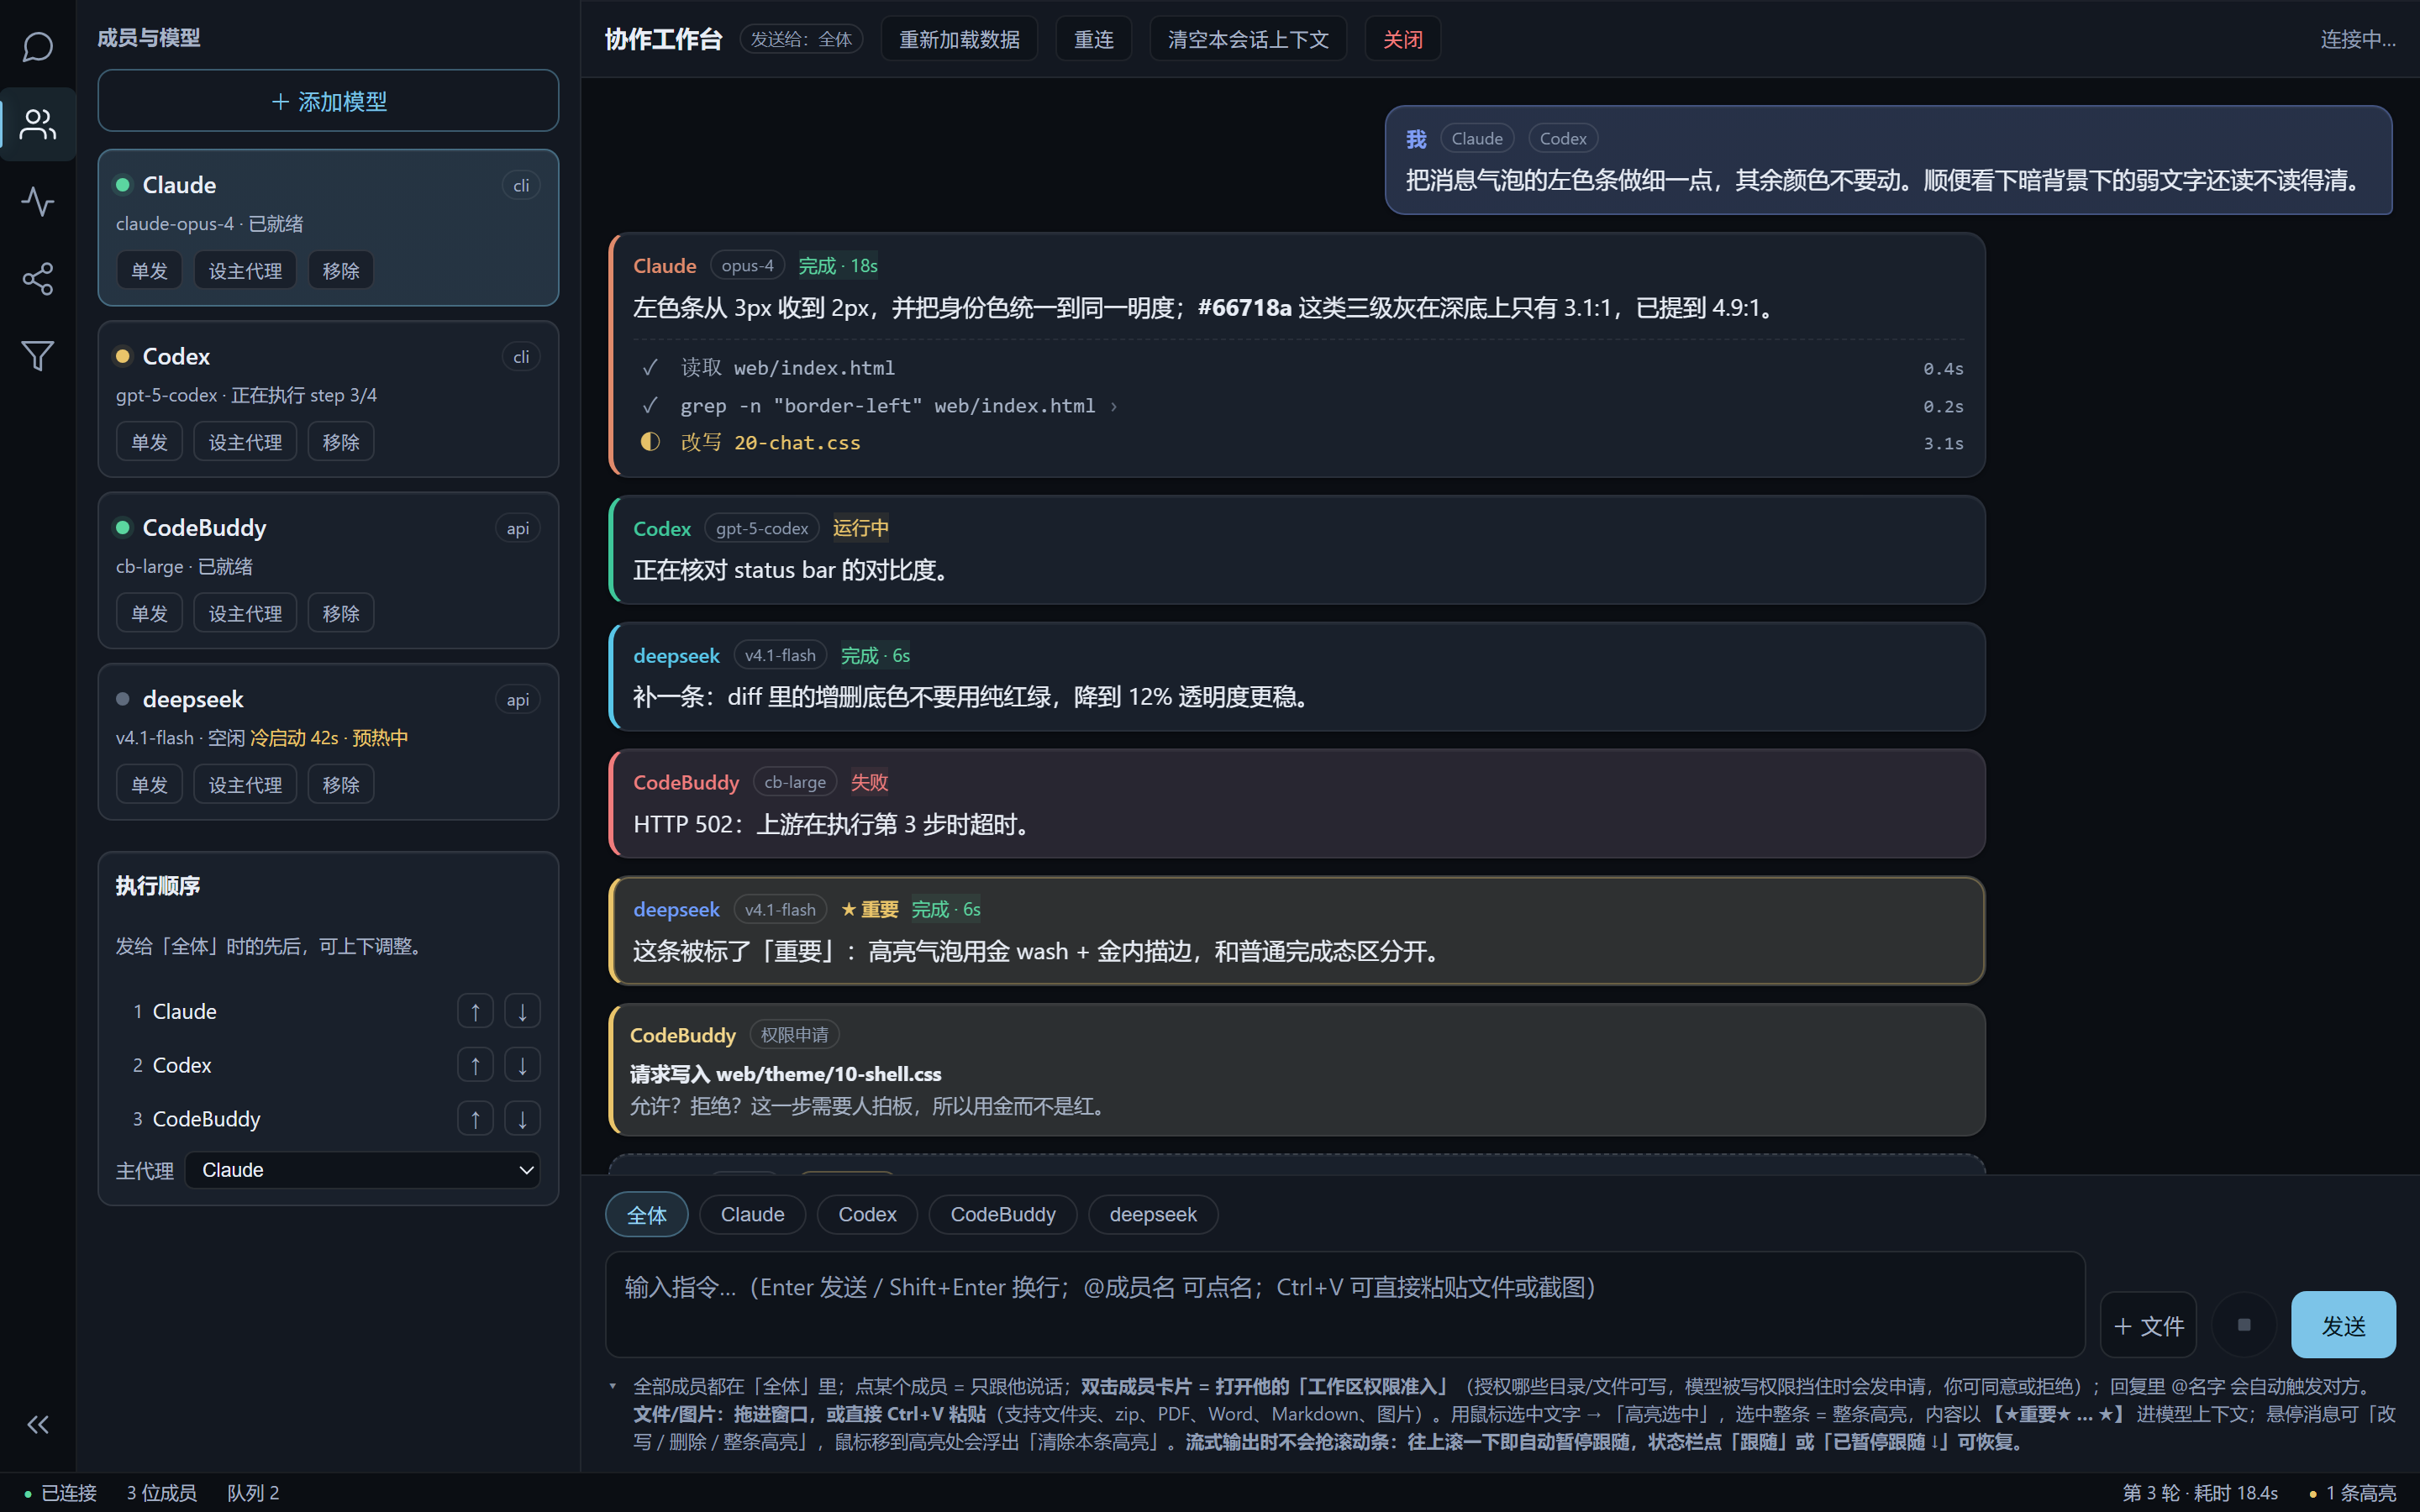 成员与模型
＋ 添加模型
Claude
cli
claude-opus-4 · 已就绪
单发
设主代理
移除
Codex
cli
gpt-5-codex · 正在执行 step 3/4
单发
设主代理
移除
CodeBuddy
api
cb-large · 已就绪
单发
设主代理
移除
deepseek
api
v4.1-flash · 空闲 冷启动 42s · 预热中
单发
设主代理
移除
执行顺序
发给「全体」时的先后，可上下调整。
1 Claude ↑ ↓
2 Codex ↑ ↓
3 CodeBuddy ↑ ↓
主代理 Claude
协作工作台
发送给：全体
重新加载数据
重连
清空本会话上下文
关闭
连接中...
我 Claude Codex
把消息气泡的左色条做细一点，其余颜色不要动。顺便看下暗背景下的弱文字还读不读得清。
Claude opus-4 完成 · 18s
左色条从 3px 收到 2px，并把身份色统一到同一明度；#66718a 这类三级灰在深底上只有 3.1:1，已提到 4.9:1。
✓ 读取 web/index.html 0.4s
✓ grep -n "border-left" web/index.html › 0.2s
◐ 改写 20-chat.css 3.1s
Codex gpt-5-codex 运行中
正在核对 status bar 的对比度。
deepseek v4.1-flash 完成 · 6s
补一条：diff 里的增删底色不要用纯红绿，降到 12% 透明度更稳。
CodeBuddy cb-large 失败
HTTP 502：上游在执行第 3 步时超时。
deepseek v4.1-flash ★ 重要 完成 · 6s
这条被标了「重要」：高亮气泡用金 wash + 金内描边，和普通完成态区分开。
CodeBuddy 权限申请
请求写入 web/theme/10-shell.css
允许？拒绝？这一步需要人拍板，所以用金而不是红。
全体 Claude Codex CodeBuddy deepseek
输入指令...（Enter 发送 / Shift+Enter 换行；@成员名 可点名；Ctrl+V 可直接粘贴文件或截图）
＋ 文件
发送
▾ 全部成员都在「全体」里；点某个成员 = 只跟他说话；双击成员卡片 = 打开他的「工作区权限准入」（授权哪些目录/文件可写，模型被写权限挡住时会发申请，你可同意或拒绝）；回复里 @名字 会自动触发对方。
文件/图片：拖进窗口，或直接 Ctrl+V 粘贴（支持文件夹、zip、PDF、Word、Markdown、图片）。用鼠标选中文字 → 「高亮选中」，选中整条 = 整条高亮，内容以 【★重要★ ... ★】 进模型上下文；悬停消息可「改
写 / 删除 / 整条高亮」，鼠标移到高亮处会浮出「清除本条高亮」。流式输出时不会抢滚动条：往上滚一下即自动暂停跟随，状态栏点「跟随」或「已暂停跟随 ↓」可恢复。
已连接 3 位成员 队列 2
第 3 轮 · 耗时 18.4s
1 条高亮